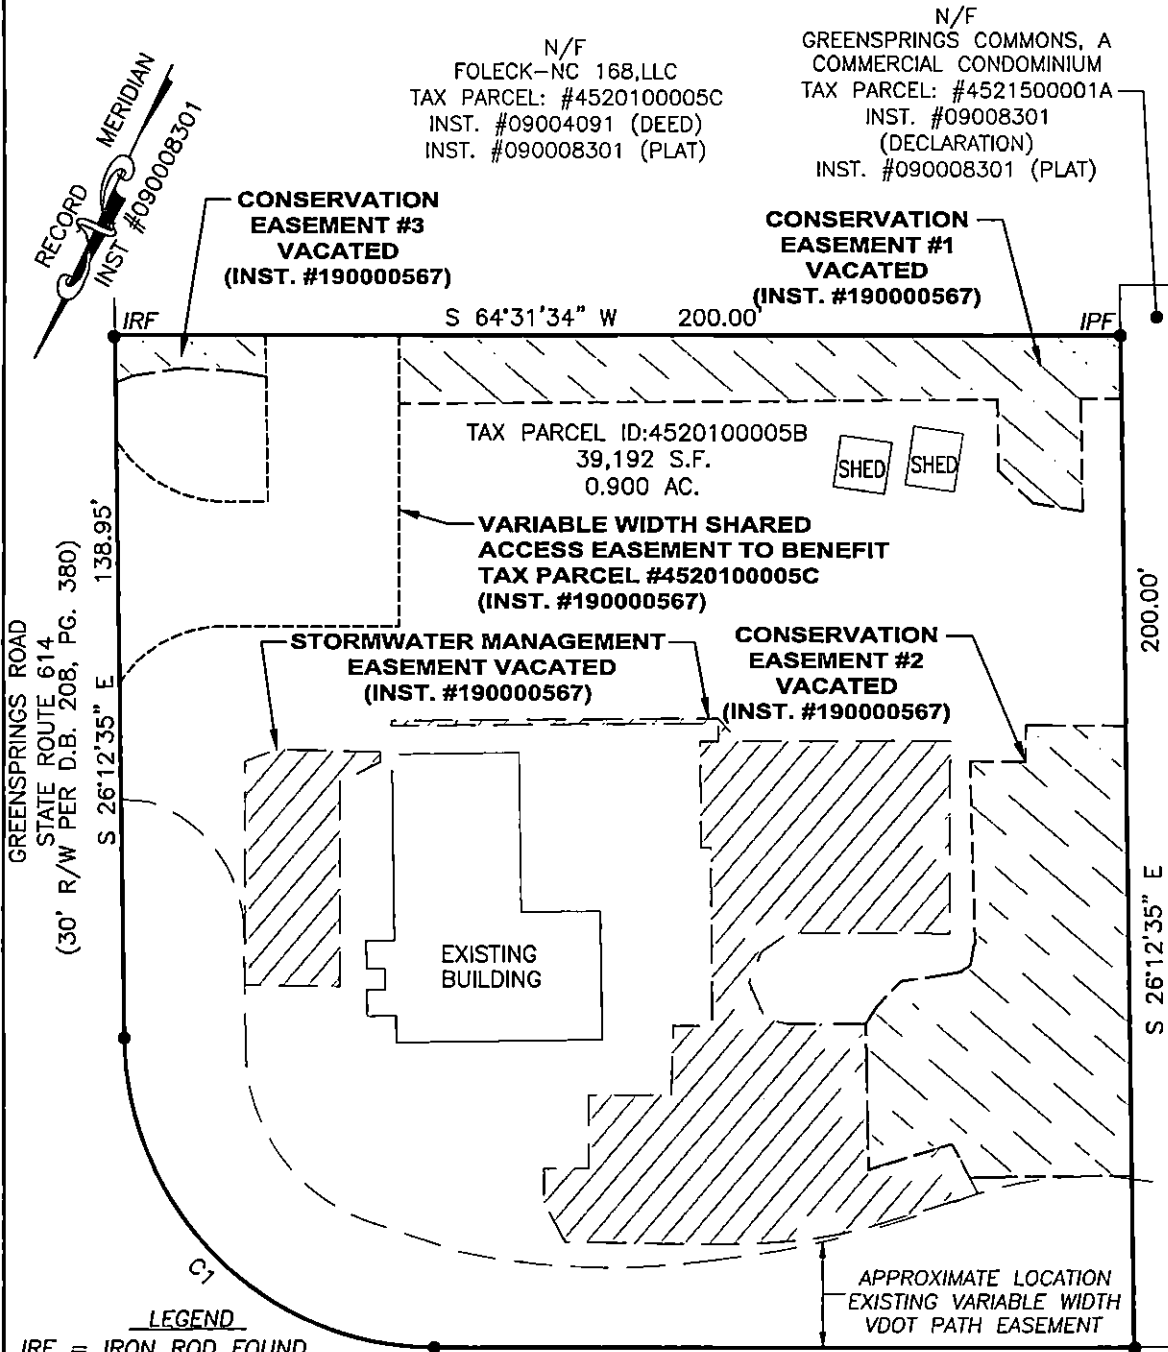 N/F
FOLECK-NC 168,LLC
TAX PARCEL: #4520100005C
INST. #09004091 (DEED)
INST. #090008301 (PLAT)
N/F
GREENSPRINGS COMMONS, A
COMMERCIAL CONDOMINIUM
TAX PARCEL: #4521500001A
INST. #09008301
(DECLARATION)
INST. #090008301 (PLAT)
RECORD MERIDIAN
INST #090008301
CONSERVATION
EASEMENT #3
VACATED
(INST. #190000567)
CONSERVATION
EASEMENT #1
VACATED
(INST. #190000567)
IRF
S 64°31'34" W 200.00'
IPF
TAX PARCEL ID:4520100005B
39,192 S.F.
0.900 AC.
SHED
SHED
VARIABLE WIDTH SHARED
ACCESS EASEMENT TO BENEFIT
TAX PARCEL #4520100005C
(INST. #190000567)
GREENSPRINGS ROAD
STATE ROUTE 614
(30' R/W PER D.B. 208, PG. 380)
S 26°12'35" E 138.95'
STORMWATER MANAGEMENT
EASEMENT VACATED
(INST. #190000567)
CONSERVATION
EASEMENT #2
VACATED
(INST. #190000567)
S 26°12'35" E 200.00'
EXISTING
BUILDING
C1
APPROXIMATE LOCATION
EXISTING VARIABLE WIDTH
VDOT PATH EASEMENT
LEGEND
IRF = IRON ROD FOUND